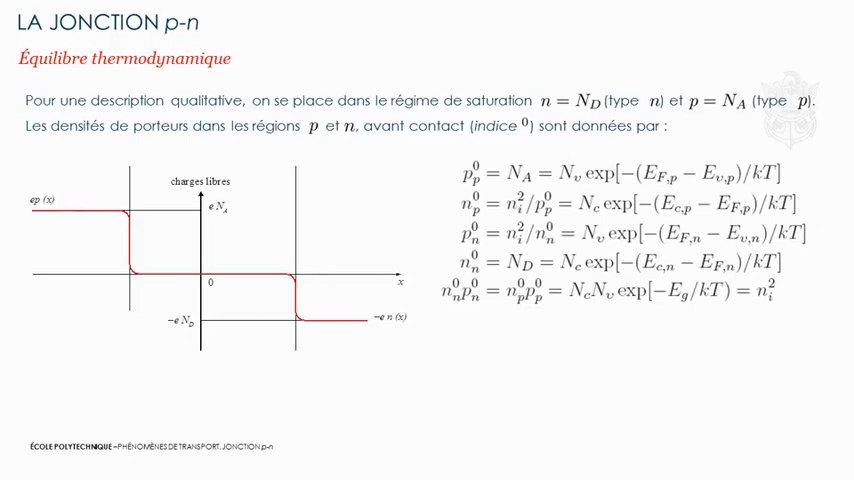 LA JONCTION p-n
Équilibre thermodynamique
Pour une description qualitative, on se place dans le régime de saturation n = N_D (type n) et p = N_A (type p).
Les densités de porteurs dans les régions p et n, avant contact (indice ⁰) sont données par :
charges libres
ep (x)
e N_A
0
x
−e N_D
−e n (x)
p_p^0 = N_A = N_v exp[−(E_{F,p} − E_{v,p})/kT]
n_p^0 = n_i^2/p_p^0 = N_c exp[−(E_{c,p} − E_{F,p})/kT]
p_n^0 = n_i^2/n_n^0 = N_v exp[−(E_{F,n} − E_{v,n})/kT]
n_n^0 = N_D = N_c exp[−(E_{c,n} − E_{F,n})/kT]
n_n^0 p_n^0 = n_p^0 p_p^0 = N_c N_v exp[−E_g/kT) = n_i^2
ÉCOLE POLYTECHNIQUE – PHÉNOMÈNES DE TRANSPORT, JONCTION p-n